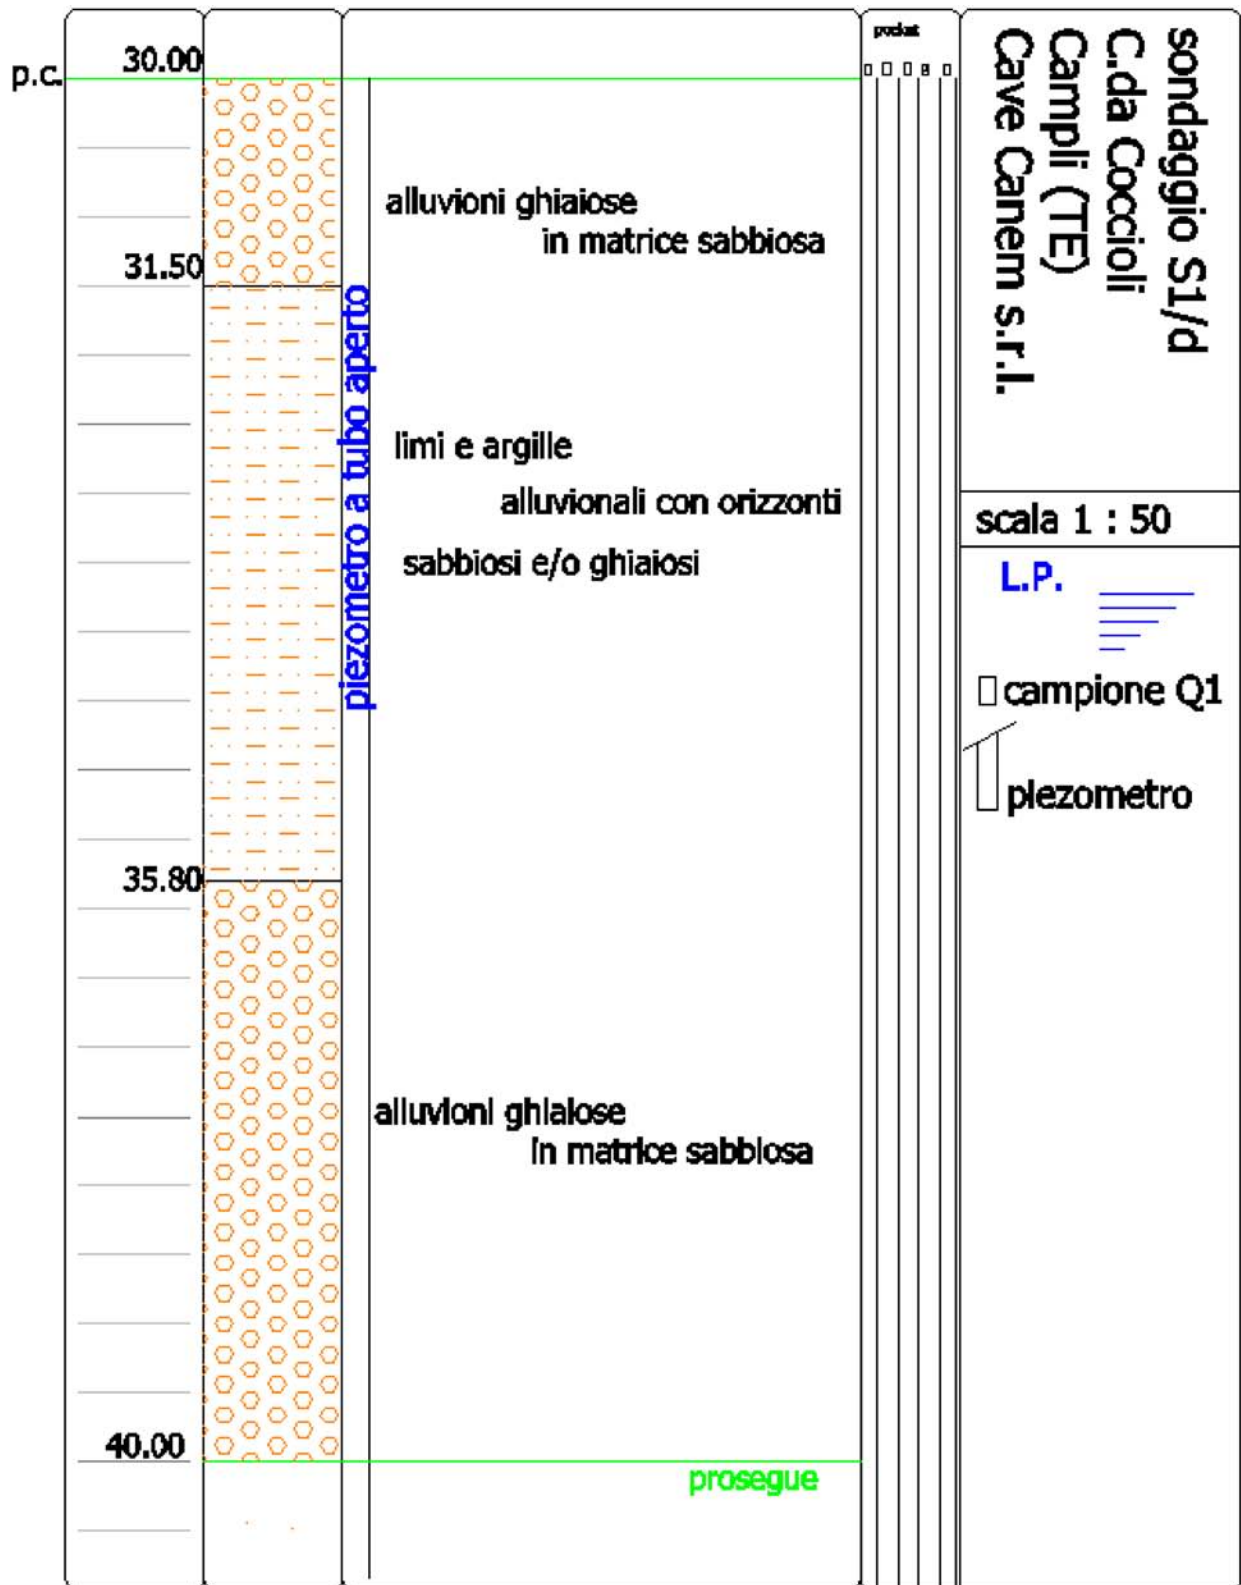 30.00
p.c.
alluvioni ghiaiose
in matrice sabbiosa
31.50
piezometro a tubo aperto
limi e argille
alluvionali con orizzonti
sabbiosi e/o ghiaiosi
35.80
alluvioni ghiaiose
in matrice sabbiosa
40.00
prosegue
pocket
sondaggio S1/d
C.da Coccioli
Campli (TE)
Cave Canem s.r.l.
scala 1 : 50
L.P.
campione Q1
piezometro